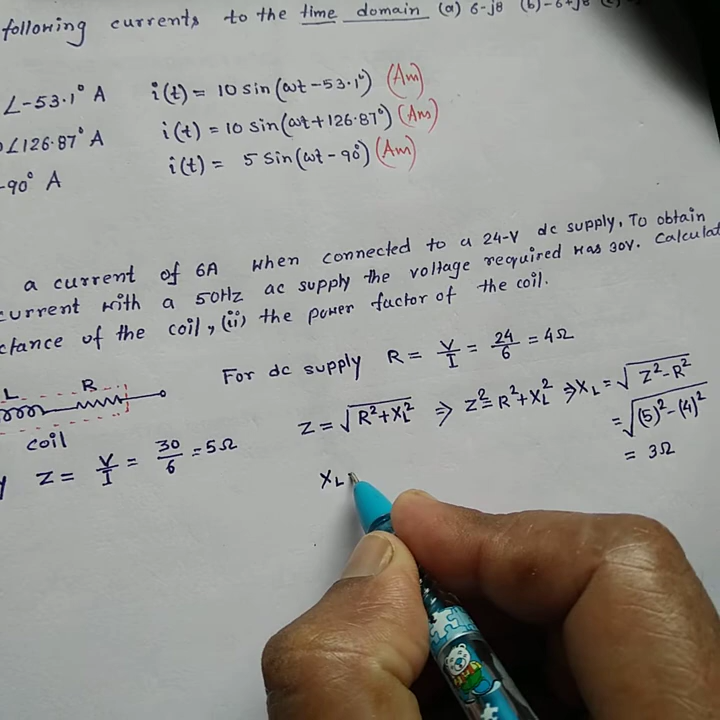 following currents to the time domain (a) 6-j8 (b)-6+j8
∠-53.1° A i(t) = 10 sin(ωt-53.1°) (Am)
∠126.87° A i(t) = 10 sin(ωt+126.87°) (Am)
-90° A i(t) = 5 sin(ωt-90°) (Am)
a current of 6A when connected to a 24-V dc supply, To obtain
current with a 50Hz ac supply the voltage required was 30V. Calculat
ctance of the coil, (ii) the power factor of the coil.
L R
coil
For dc supply R = V/I = 24/6 = 4Ω
Z = √(R²+X_L²) ⇒ Z² = R²+X_L² ⇒ X_L = √(Z²-R²)
= √((5)²-(4)²)
= 3Ω
y Z = V/I = 30/6 = 5Ω
X_L